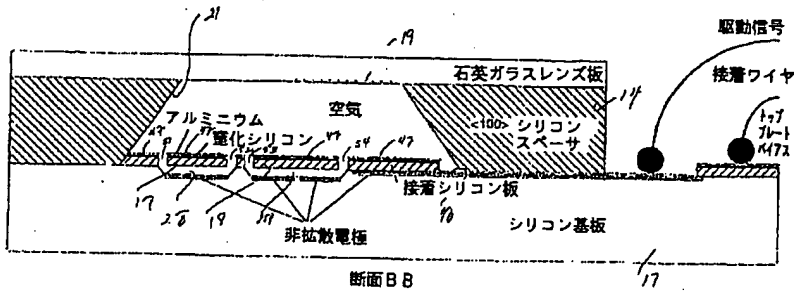 21
19
駆動信号
石英ガラスレンズ板
接着ワイヤ
14
空気
アルミニウム
窒化シリコン
<100> シリコン
スペーサ
トップ
プレート
バイアス
47
54
47
17
28
18
接着シリコン板
非拡散電極
シリコン基板
17
断面BB